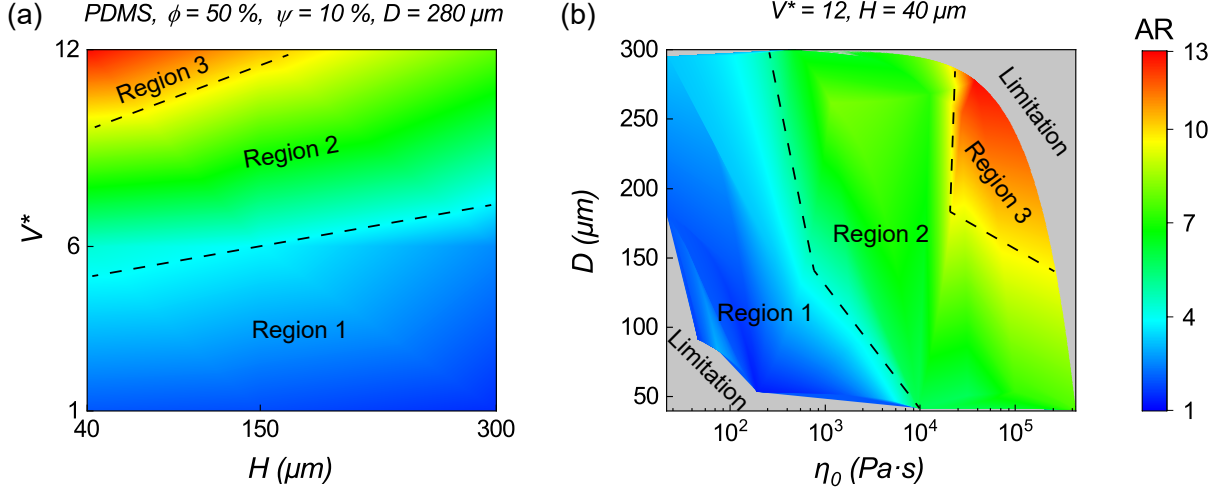 (a)
PDMS, ϕ = 50 %, ψ = 10 %, D = 280 μm
12
6
1
V*
Region 3
Region 2
Region 1
40
150
300
H (μm)
(b)
V* = 12, H = 40 μm
300
250
200
150
100
50
D (μm)
Limitation
Region 3
Region 2
Region 1
Limitation
10²
10³
10⁴
10⁵
η₀ (Pa·s)
AR
13
10
7
4
1